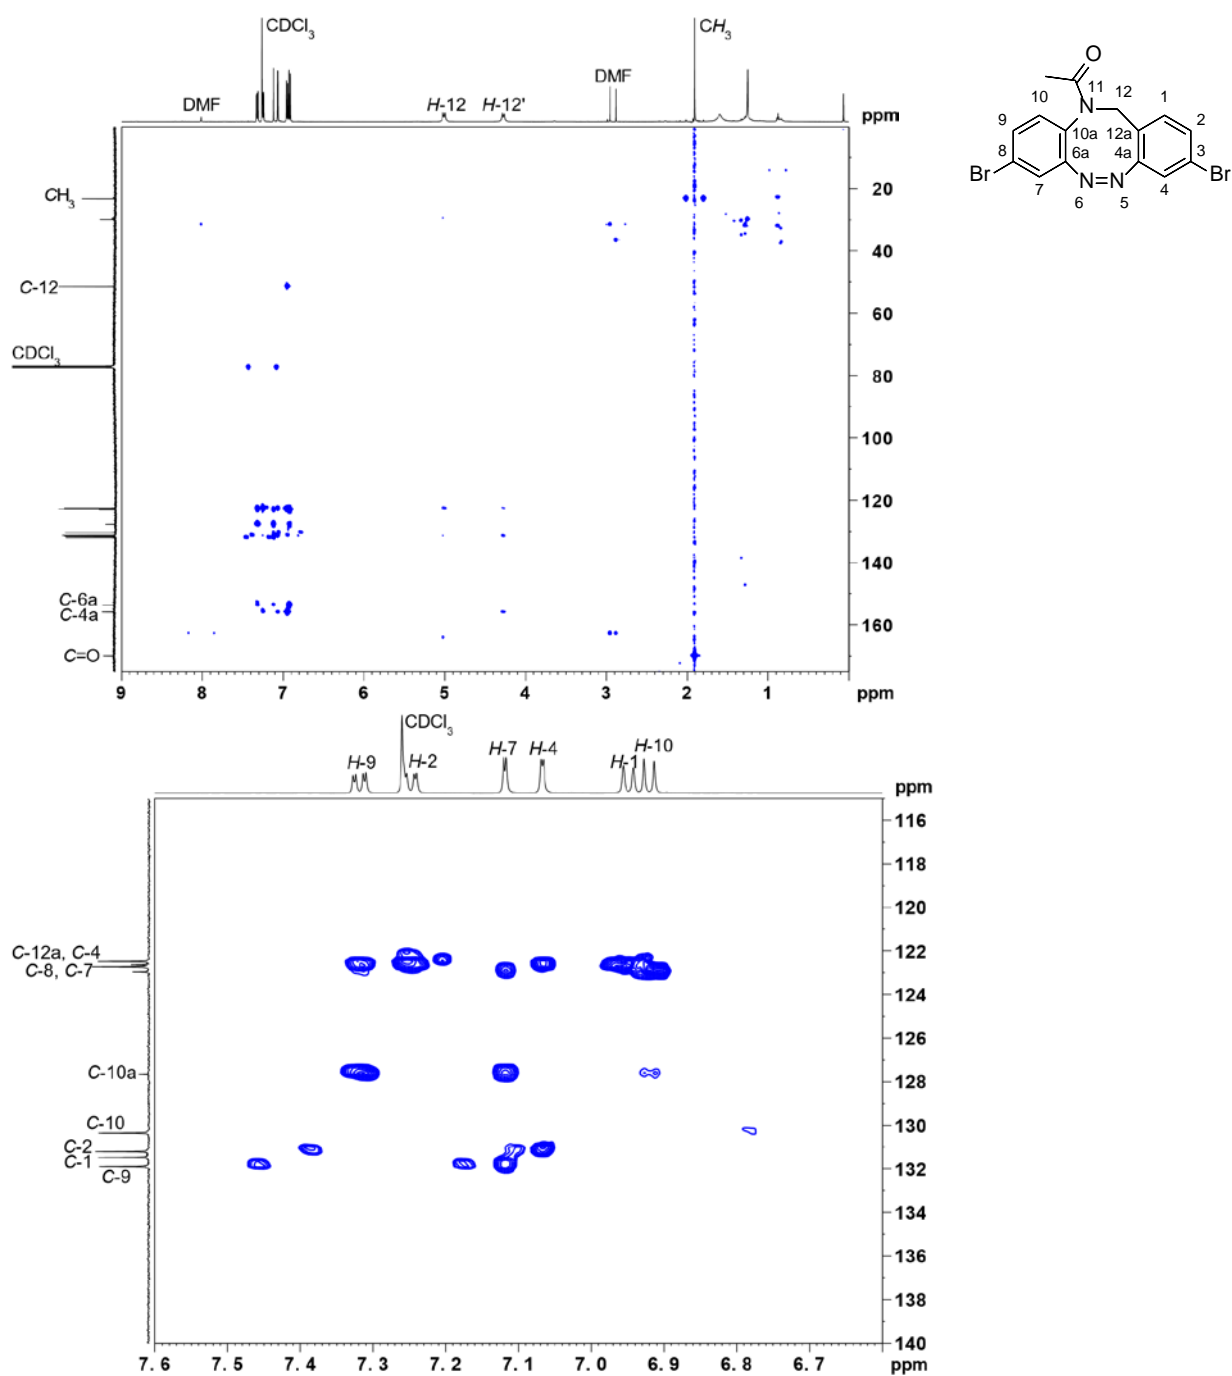 CDCl3
CH3
DMF
H-12
H-12'
DMF
ppm
CH3
C-12
CDCl3
C-6a
C-4a
C=O
20
40
60
80
100
120
140
160
9 8 7 6 5 4 3 2 1 ppm
O
11 12
10 N 1
9 10a 12a 2
8 6a 4a 3
Br 7 N=N 4 Br
6 5
CDCl3
H-9 H-2 H-7 H-4 H-1 H-10
ppm
C-12a, C-4
C-8, C-7
C-10a
C-10
C-2
C-1
C-9
116
118
120
122
124
126
128
130
132
134
136
138
140
7.6 7.5 7.4 7.3 7.2 7.1 7.0 6.9 6.8 6.7 ppm